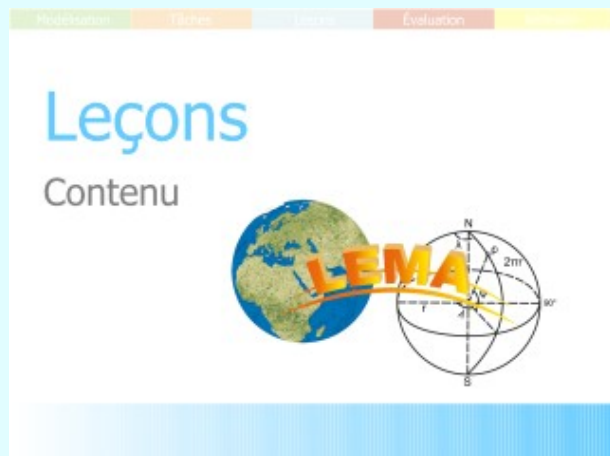 Modélisation Tâches Leçons Évaluation
Leçons
Contenu
LEMA
N
2πr
r
90°
S